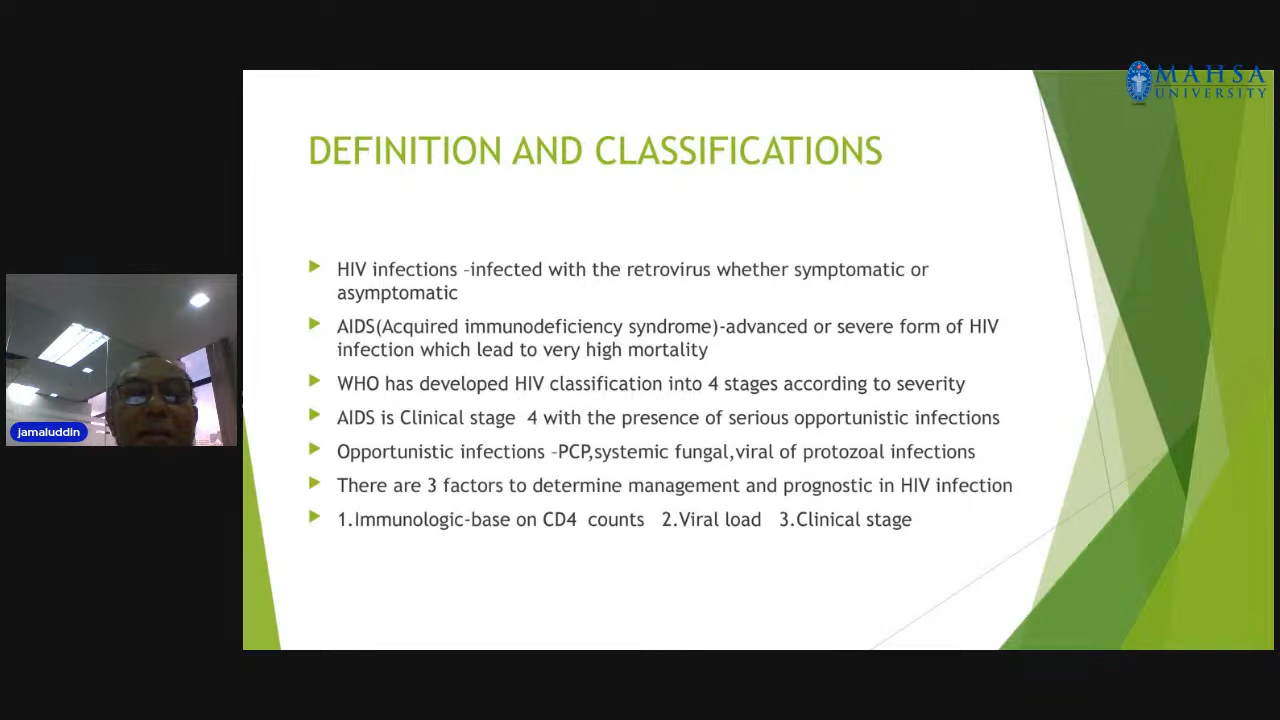 MAHSA
UNIVERSITY
DEFINITION AND CLASSIFICATIONS
HIV infections –infected with the retrovirus whether symptomatic or
asymptomatic
AIDS(Acquired immunodeficiency syndrome)-advanced or severe form of HIV
infection which lead to very high mortality
WHO has developed HIV classification into 4 stages according to severity
AIDS is Clinical stage 4 with the presence of serious opportunistic infections
Opportunistic infections –PCP,systemic fungal,viral of protozoal infections
There are 3 factors to determine management and prognostic in HIV infection
1.Immunologic-base on CD4 counts 2.Viral load 3.Clinical stage
jamaluddin